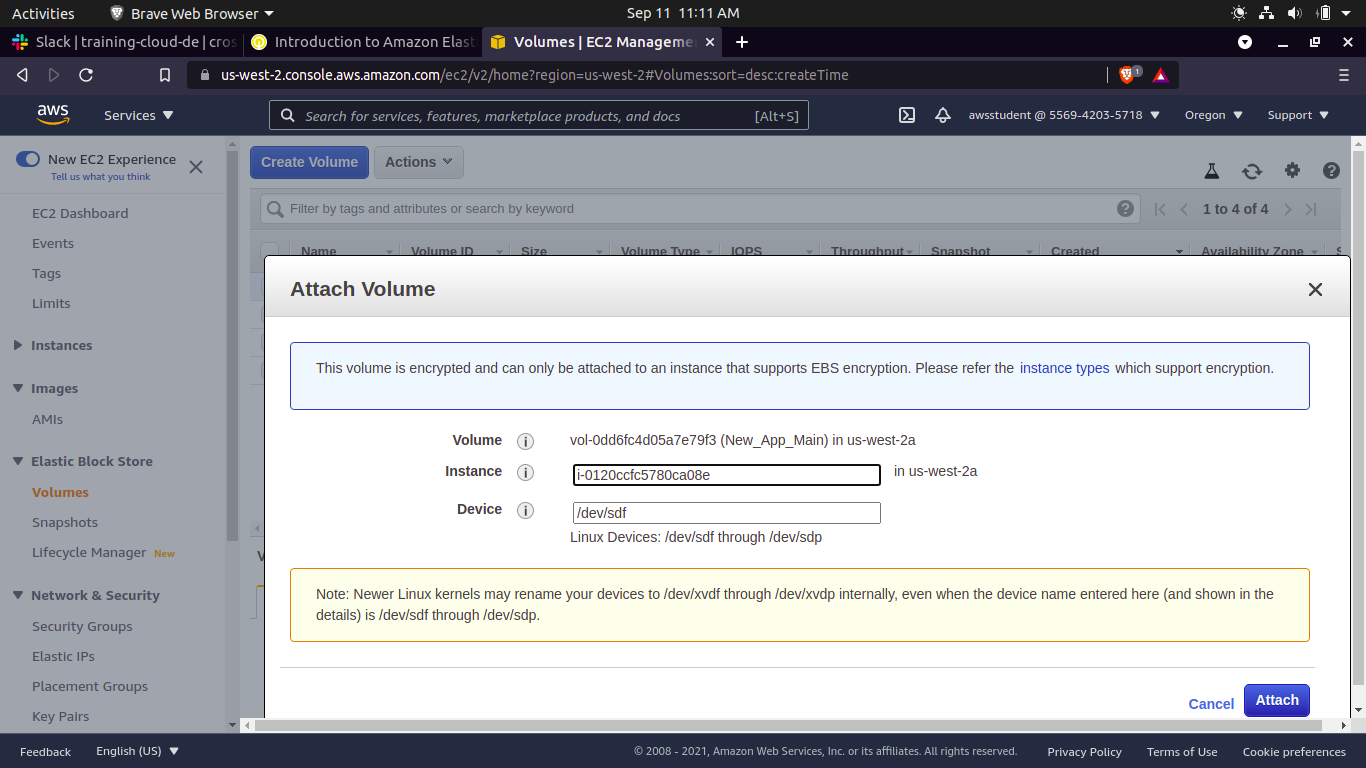 Activities
Brave Web Browser
Sep 11 11:11 AM
Slack | training-cloud-de | cros
Introduction to Amazon Elast
Volumes | EC2 Manageme
us-west-2.console.aws.amazon.com/ec2/v2/home?region=us-west-2#Volumes:sort=desc:createTime
1
aws
Services
Search for services, features, marketplace products, and docs
[Alt+S]
awsstudent @ 5569-4203-5718
Oregon
Support
New EC2 Experience
Tell us what you think
EC2 Dashboard
Events
Tags
Limits
Instances
Images
AMIs
Elastic Block Store
Volumes
Snapshots
Lifecycle Manager New
Network & Security
Security Groups
Elastic IPs
Placement Groups
Key Pairs
Create Volume
Actions
Filter by tags and attributes or search by keyword
1 to 4 of 4
Name Volume ID Size Volume Type IOPS Throughput Snapshot Created Availability Zone S
Attach Volume
This volume is encrypted and can only be attached to an instance that supports EBS encryption. Please refer the instance types which support encryption.
Volume vol-0dd6fc4d05a7e79f3 (New_App_Main) in us-west-2a
Instance i-0120ccfc5780ca08e in us-west-2a
Device /dev/sdf
Linux Devices: /dev/sdf through /dev/sdp
Note: Newer Linux kernels may rename your devices to /dev/xvdf through /dev/xvdp internally, even when the device name entered here (and shown in the
details) is /dev/sdf through /dev/sdp.
Cancel
Attach
Feedback
English (US)
© 2008 - 2021, Amazon Web Services, Inc. or its affiliates. All rights reserved.
Privacy Policy
Terms of Use
Cookie preferences